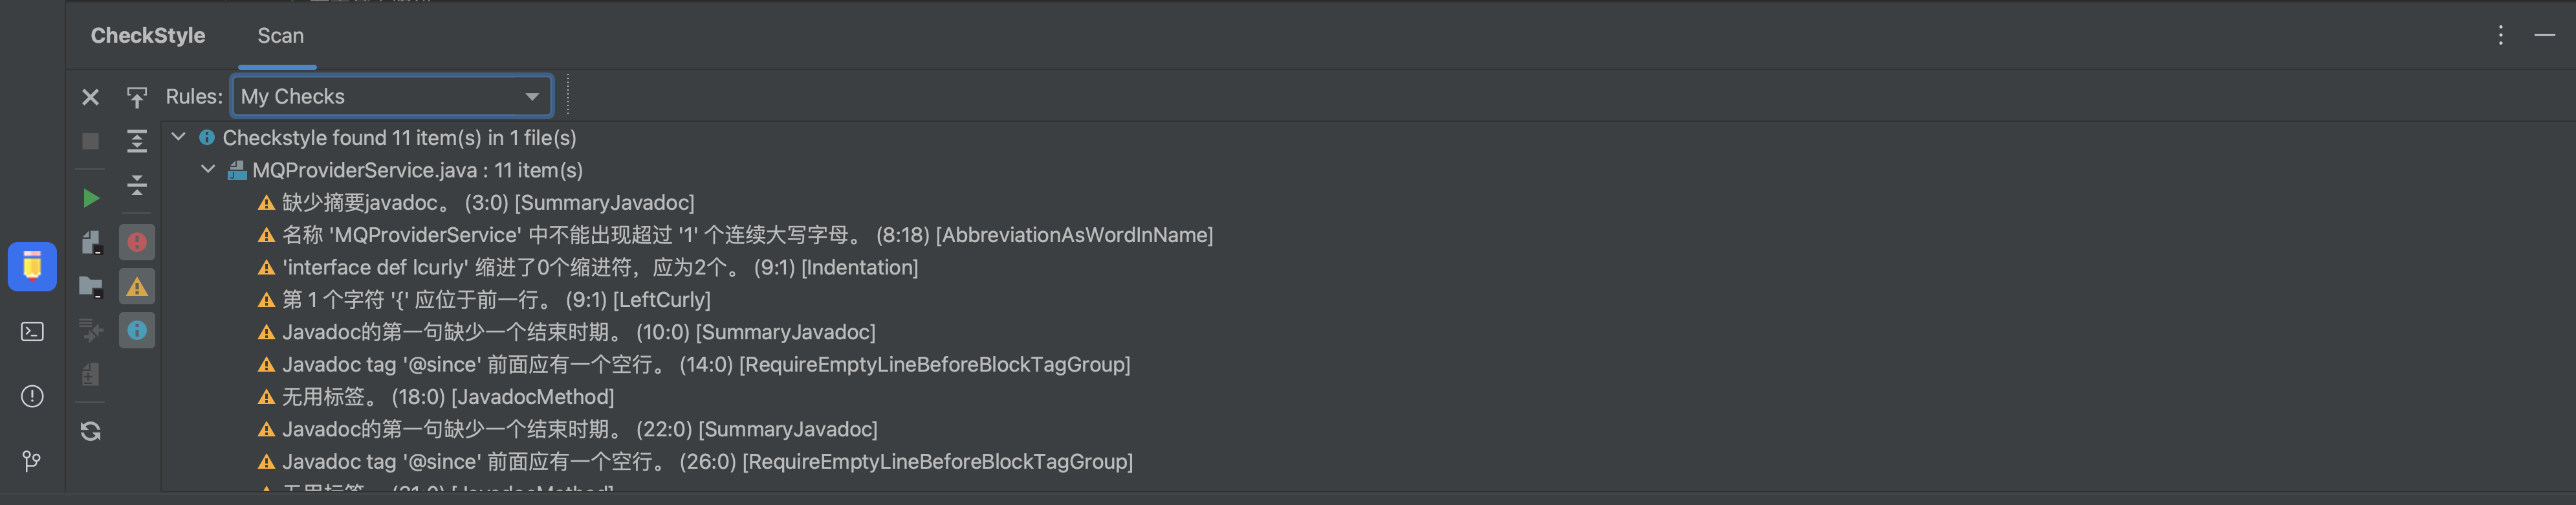 CheckStyle Scan
Rules: My Checks
Checkstyle found 11 item(s) in 1 file(s)
MQProviderService.java : 11 item(s)
缺少摘要javadoc。 (3:0) [SummaryJavadoc]
名称 'MQProviderService' 中不能出现超过 '1' 个连续大写字母。 (8:18) [AbbreviationAsWordInName]
'interface def lcurly' 缩进了0个缩进符，应为2个。 (9:1) [Indentation]
第 1 个字符 '{' 应位于前一行。 (9:1) [LeftCurly]
Javadoc的第一句缺少一个结束时期。 (10:0) [SummaryJavadoc]
Javadoc tag '@since' 前面应有一个空行。 (14:0) [RequireEmptyLineBeforeBlockTagGroup]
无用标签。 (18:0) [JavadocMethod]
Javadoc的第一句缺少一个结束时期。 (22:0) [SummaryJavadoc]
Javadoc tag '@since' 前面应有一个空行。 (26:0) [RequireEmptyLineBeforeBlockTagGroup]
无用标签。 (31:0) [JavadocMethod]